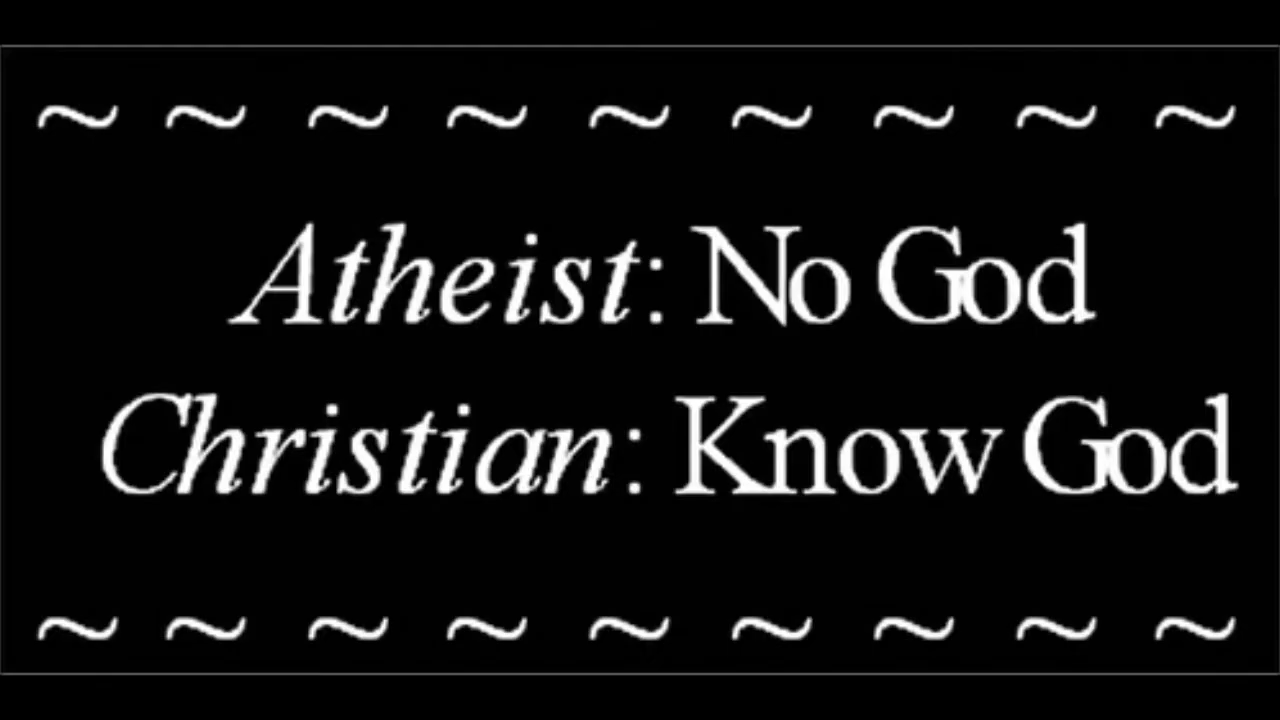 ~ ~ ~ ~ ~ ~ ~ ~ ~
Atheist: No God
Christian: Know God
~ ~ ~ ~ ~ ~ ~ ~ ~